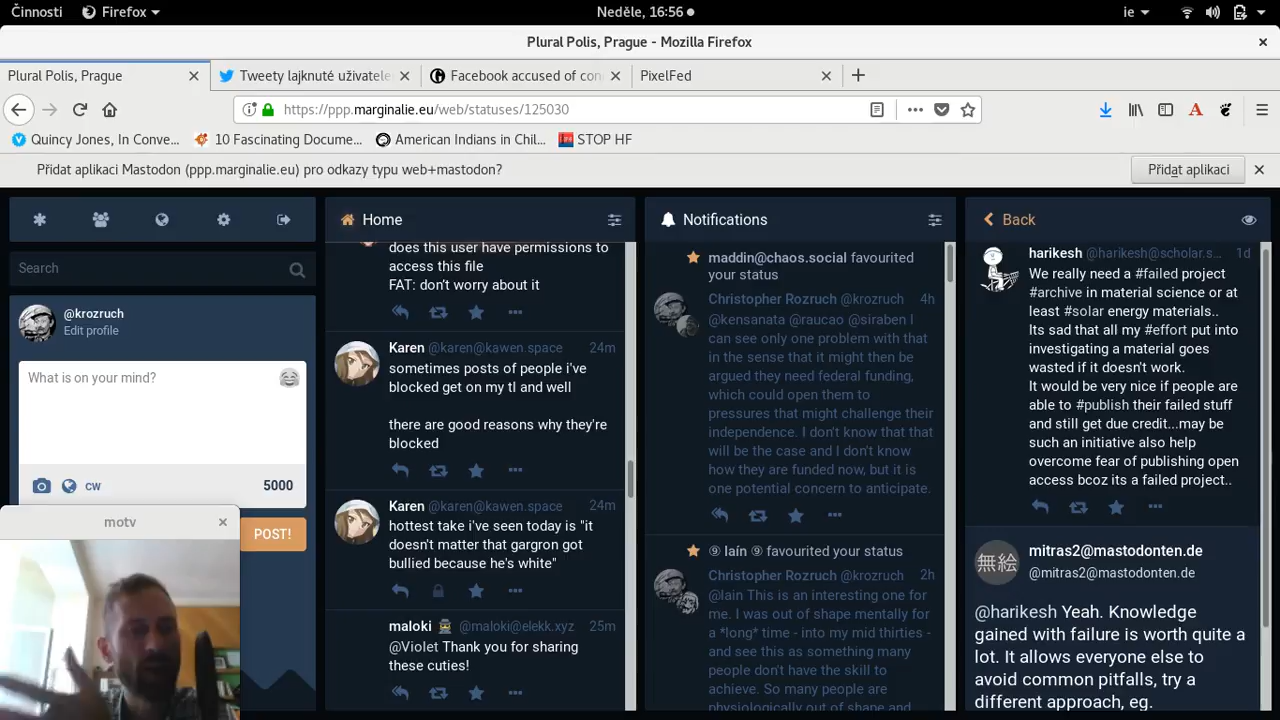 Činnosti
Firefox
Neděle, 16:56
ie
Plural Polis, Prague - Mozilla Firefox
Plural Polis, Prague
Tweety lajknuté uživatele
Facebook accused of con
PixelFed
https://ppp.marginalie.eu/web/statuses/125030
Quincy Jones, In Conve...
10 Fascinating Docume...
American Indians in Chil...
STOP HF
Přidat aplikaci Mastodon (ppp.marginalie.eu) pro odkazy typu web+mastodon?
Přidat aplikaci
Search
@krozruch
Edit profile
What is on your mind?
CW
5000
motv
POST!
Home
does this user have permissions to
access this file
FAT: don't worry about it
Karen @karen@kawen.space 24m
sometimes posts of people i've
blocked get on my tl and well
there are good reasons why they're
blocked
Karen @karen@kawen.space 24m
hottest take i've seen today is "it
doesn't matter that gargron got
bullied because he's white"
maloki @maloki@elekk.xyz 25m
@Violet Thank you for sharing
these cuties!
Notifications
maddin@chaos.social favourited
your status
Christopher Rozruch @krozruch 4h
@kensanata @raucao @siraben I
can see only one problem with that
in the sense that it might then be
argued they need federal funding,
which could open them to
pressures that might challenge their
independence. I don't know that that
will be the case and I don't know
how they are funded now, but it is
one potential concern to anticipate.
⑨ laín ⑨ favourited your status
Christopher Rozruch @krozruch 2h
@lain This is an interesting one for
me. I was out of shape mentally for
a *long* time - into my mid thirties -
and see this as something many
people don't have the skill to
achieve. So many people are
physiologically out of shape and
Back
harikesh @harikesh@scholar.s... 1d
We really need a #failed project
#archive in material science or at
least #solar energy materials..
Its sad that all my #effort put into
investigating a material goes
wasted if it doesn't work.
It would be very nice if people are
able to #publish their failed stuff
and still get due credit...may be
such an initiative also help
overcome fear of publishing open
access bcoz its a failed project..
無絵
mitras2@mastodonten.de
@mitras2@mastodonten.de
@harikesh Yeah. Knowledge
gained with failure is worth quite a
lot. It allows everyone else to
avoid common pitfalls, try a
different approach, eg.